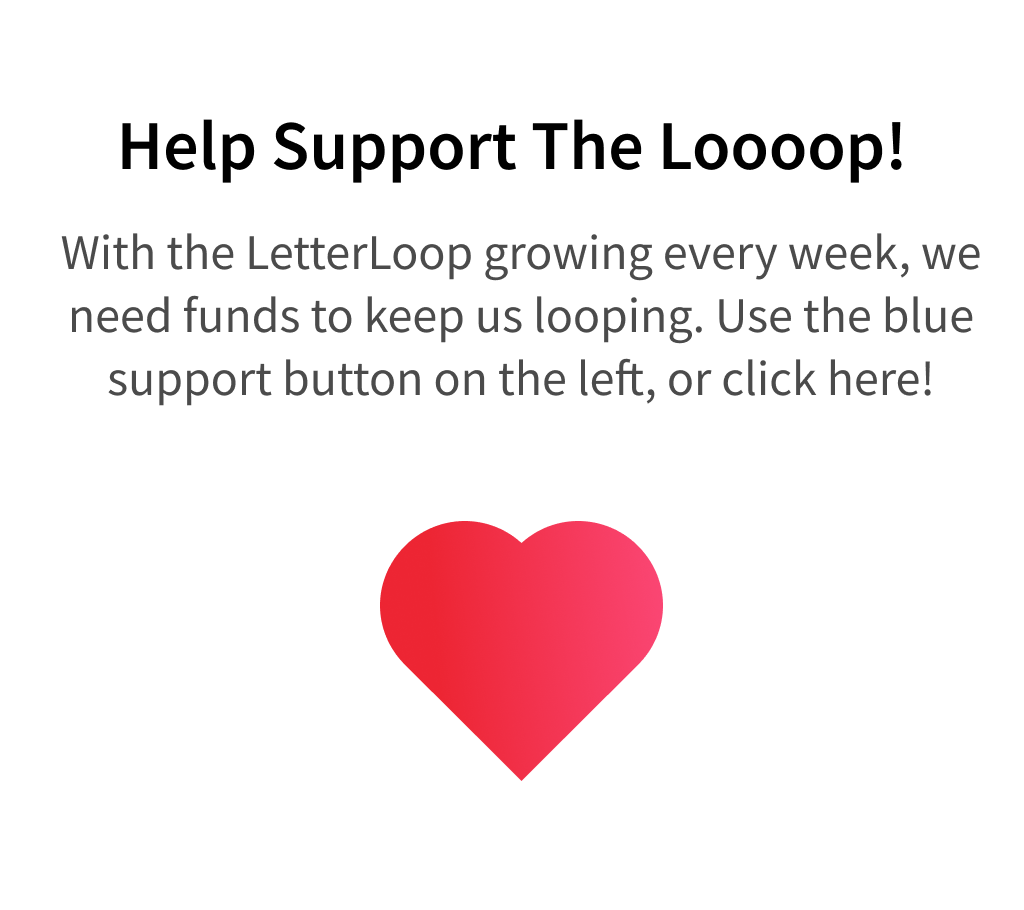 Help Support The Loooop!
With the LetterLoop growing every week, we
need funds to keep us looping. Use the blue
support button on the left, or click here!